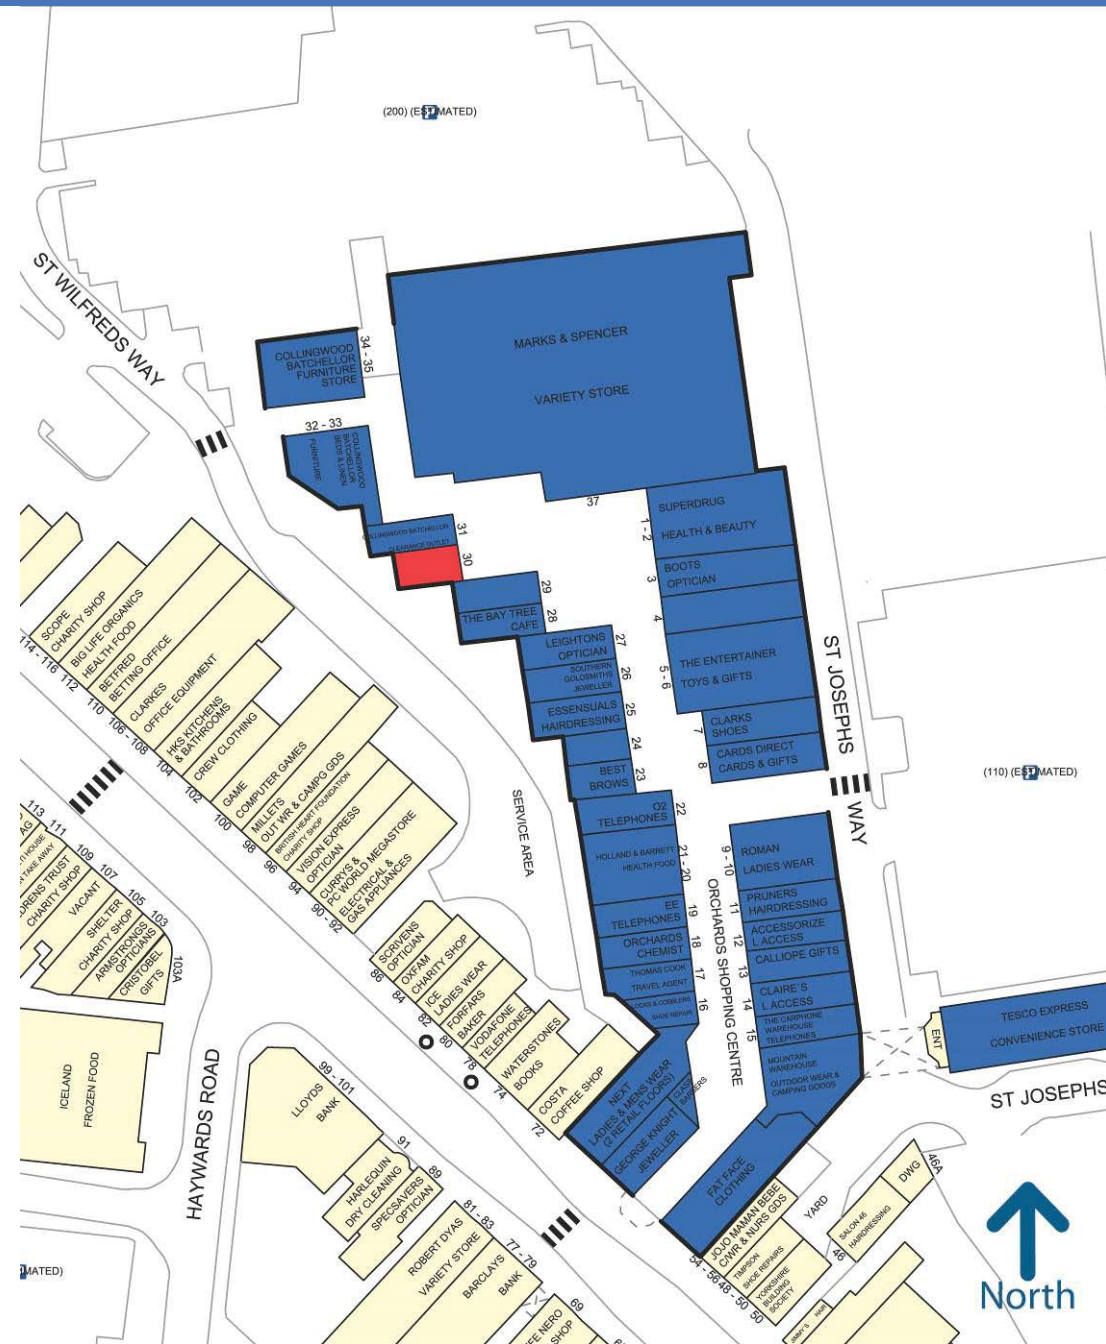 (200) (ESTIMATED)
ST WILFREDS WAY
MARKS & SPENCER
VARIETY STORE
COLLINGWOOD
BATCHELLOR
FURNITURE
STORE
34 - 35
32 - 33
FURNITURE
COLLINGWOOD
BATCHELLOR
BEDS & LINEN
COLLINGWOOD BATCHELLOR
CLEARANCE OUTLET
31
30
37
29
THE BAY TREE
CAFE
28
LEIGHTONS
OPTICIAN
27
SOUTHERN
GOLDSMITHS
JEWELLER
26
ESSENSUALS
HAIRDRESSING
25
24
BEST
BROWS
23
O2
TELEPHONES
22
HOLLAND & BARRETT
HEALTH FOOD
21 - 20
EE
TELEPHONES
19
ORCHARDS
CHEMIST
18
THOMAS COOK
TRAVEL AGENT
17
LOCKS & COBBLERS
SHOE REPAIR
16
NEXT
LADIES & MENS WEAR
(2 RETAIL FLOORS)
GEORGE KNIGHT
JEWELLER
SUPERDRUG
HEALTH & BEAUTY
1 - 2
BOOTS
OPTICIAN
3
4
THE ENTERTAINER
TOYS & GIFTS
5 - 6
CLARKS
SHOES
7
CARDS DIRECT
CARDS & GIFTS
8
ST JOSEPHS WAY
(110) (ESTIMATED)
ROMAN
LADIES WEAR
9 - 10
PRUNERS
HAIRDRESSING
11
ACCESSORIZE
L ACCESS
12
CALLIOPE GIFTS
13
CLAIRE`S
L ACCESS
14
THE CARPHONE
WAREHOUSE
TELEPHONES
15
MOUNTAIN
WAREHOUSE
OUTDOOR WEAR &
CAMPING GOODS
ORCHARDS SHOPPING CENTRE
FAT FACE
CLOTHING
ENT
TESCO EXPRESS
CONVENIENCE STORE
ST JOSEPHS
SERVICE AREA
SCOPE
CHARITY SHOP
114 - 116
BIG LIFE ORGANICS
HEALTH FOOD
112
BETFRED
BETTING OFFICE
110
CLARKES
OFFICE EQUIPMENT
106 - 108
HKS KITCHENS
& BATHROOMS
104
CREW CLOTHING
102
GAME
COMPUTER GAMES
100
MILLETS
OUT WR & CAMPG GDS
98
BRITISH HEART FOUNDATION
CHARITY SHOP
96
VISION EXPRESS
OPTICIAN
94
CURRYS &
PC WORLD MEGASTORE
ELECTRICAL &
GAS APPLIANCES
90 - 92
SCRIVENS
OPTICIAN
86
OXFAM
CHARITY SHOP
84
ICE
LADIES WEAR
82
FORFARS
BAKER
80
VODAFONE
TELEPHONES
78
WATERSTONES
BOOKS
74
COSTA
COFFEE SHOP
72
113
111
CHARITY SHOP
109
VACANT
107
SHELTER
CHARITY SHOP
105
ARMSTRONGS
OPTICIANS
103
CRISTOBEL
GIFTS
103A
ICELAND
FROZEN FOOD
HAYWARDS ROAD
LLOYDS
BANK
99 - 101
HARLEQUIN
DRY CLEANING
91
SPECSAVERS
OPTICIAN
89
ROBERT DYAS
VARIETY STORE
81 - 83
BARCLAYS
BANK
77 - 79
69
JOJO MAMAN BEBE
C/WR & NURS GDS
54 - 56
TIMPSON
SHOE REPAIRS
48 - 50
YORKSHIRE
BUILDING
SOCIETY
50
YARD
SALON 46
HAIRDRESSING
46
DWG
46A
North